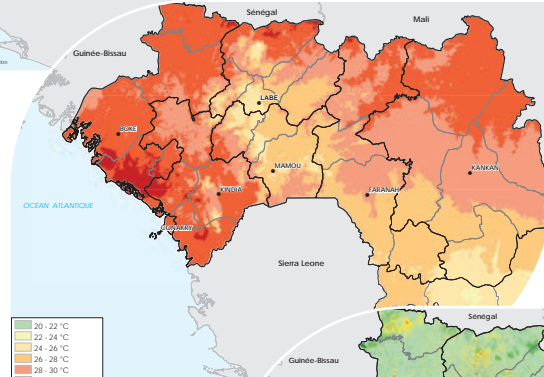 Sénégal
Mali
Guinée-Bissau
LABE
BOKE
MAMOU
KANKAN
KINDIA
FARANAH
OCÉAN ATLANTIQUE
CONAKRY
Sierra Leone
20 - 22 °C
22 - 24 °C
24 - 26 °C
26 - 28 °C
28 - 30 °C
Sénégal
Guinée-Bissau